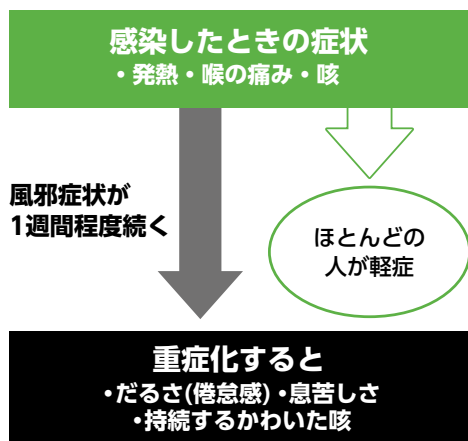 感染したときの症状
・発熱・喉の痛み・咳
風邪症状が
1週間程度続く
ほとんどの
人が軽症
重症化すると
・だるさ(倦怠感)・息苦しさ
・持続するかわいた咳